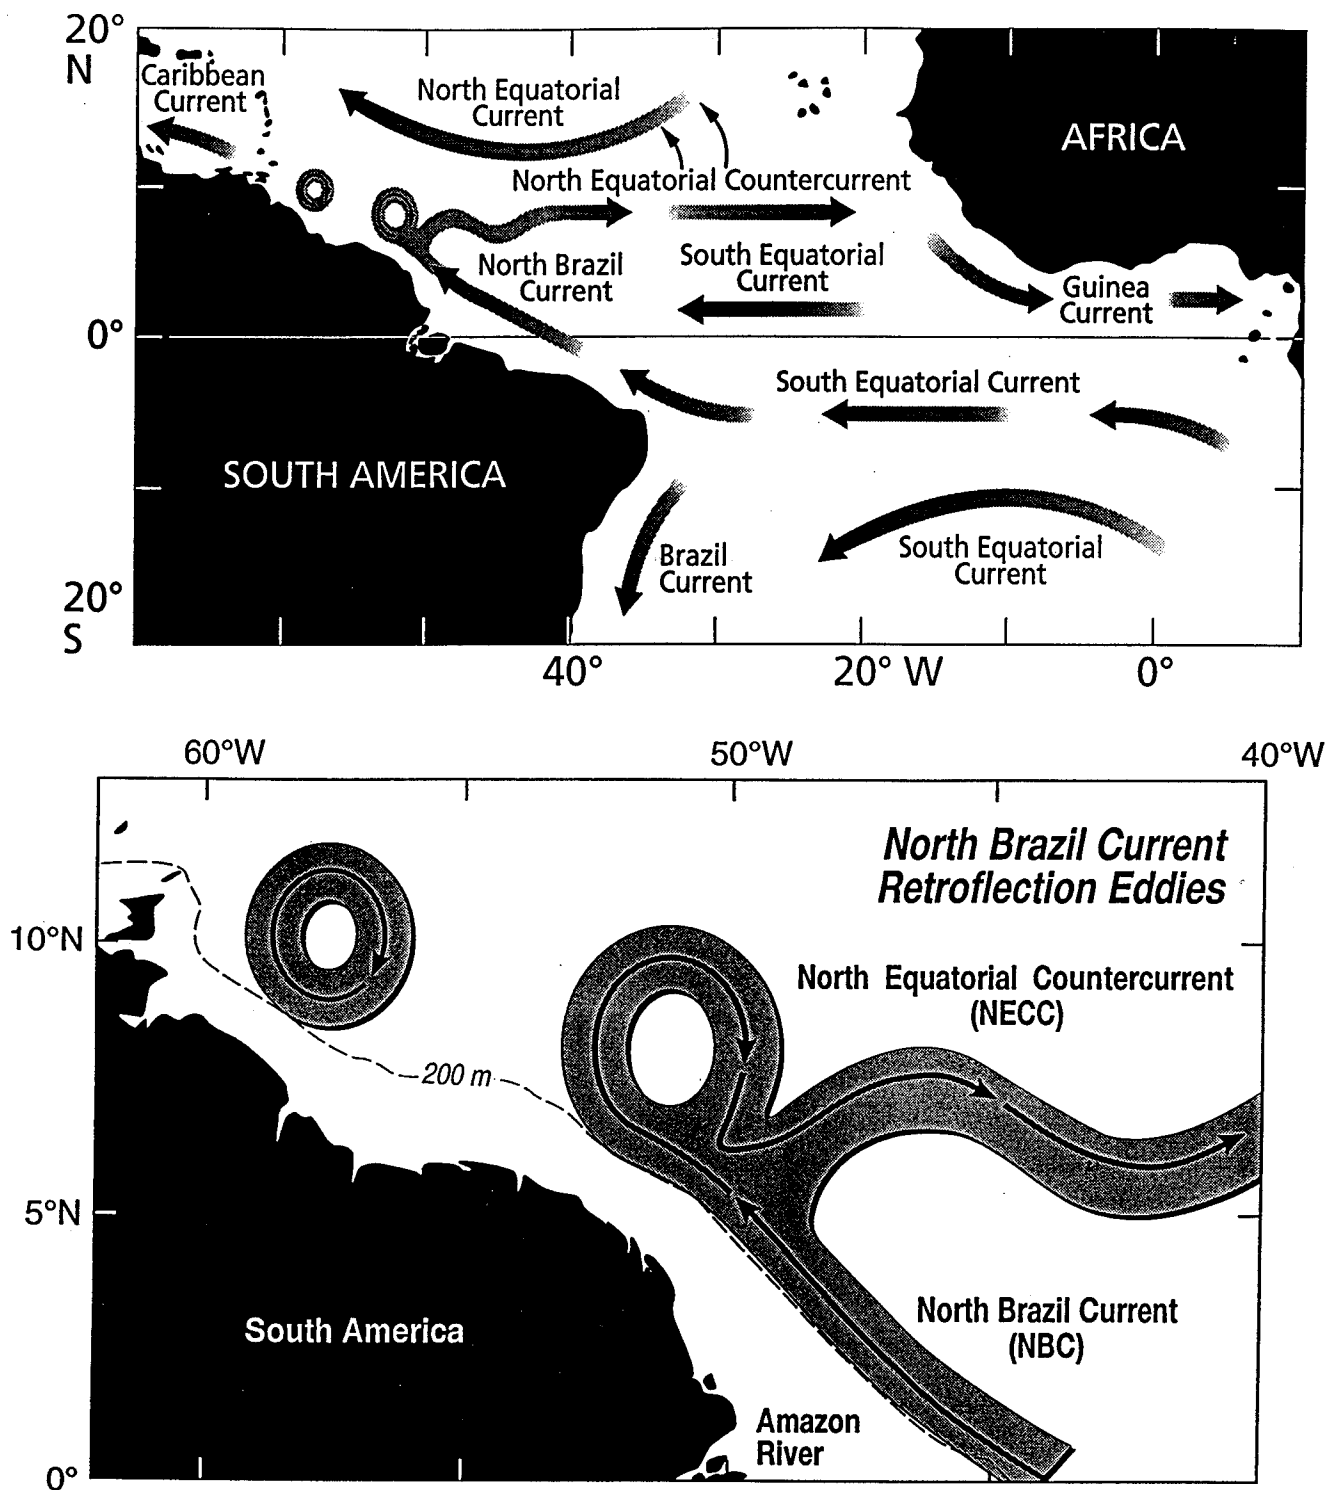 20°
N
Caribbean
Current
North Equatorial
Current
AFRICA
North Equatorial Countercurrent
North Brazil
Current
South Equatorial
Current
Guinea
Current
0°
South Equatorial Current
SOUTH AMERICA
Brazil
Current
South Equatorial
Current
20°
S
40°
20° W
0°
60°W
50°W
40°W
North Brazil Current
Retroflection Eddies
10°N
North Equatorial Countercurrent
(NECC)
200 m
5°N
South America
North Brazil Current
(NBC)
Amazon
River
0°